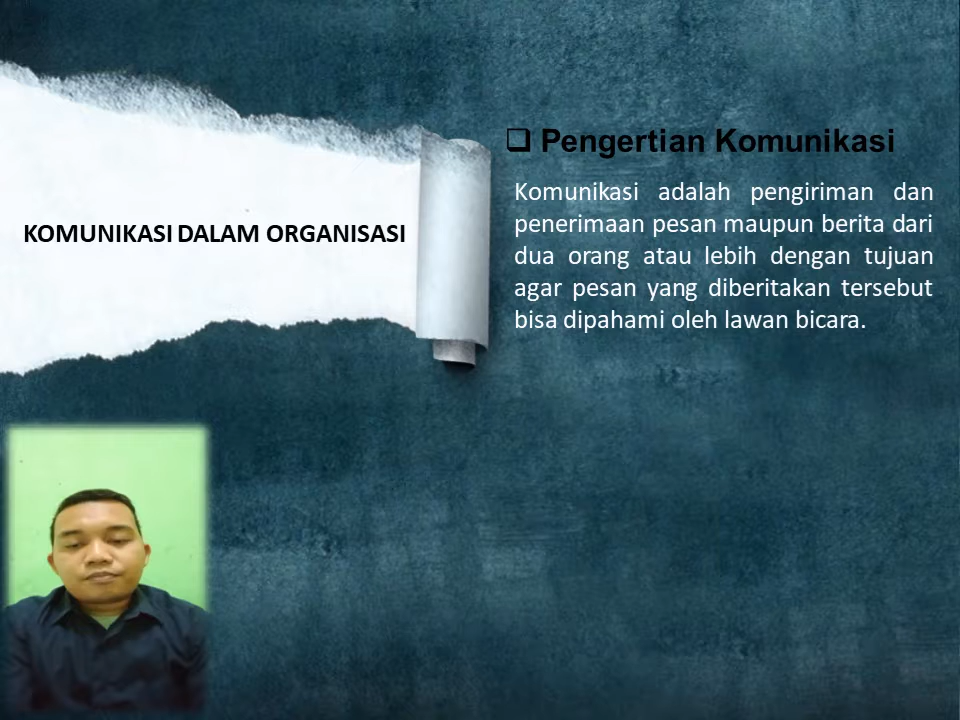 KOMUNIKASI DALAM ORGANISASI
❑ Pengertian Komunikasi
Komunikasi adalah pengiriman dan
penerimaan pesan maupun berita dari
dua orang atau lebih dengan tujuan
agar pesan yang diberitakan tersebut
bisa dipahami oleh lawan bicara.